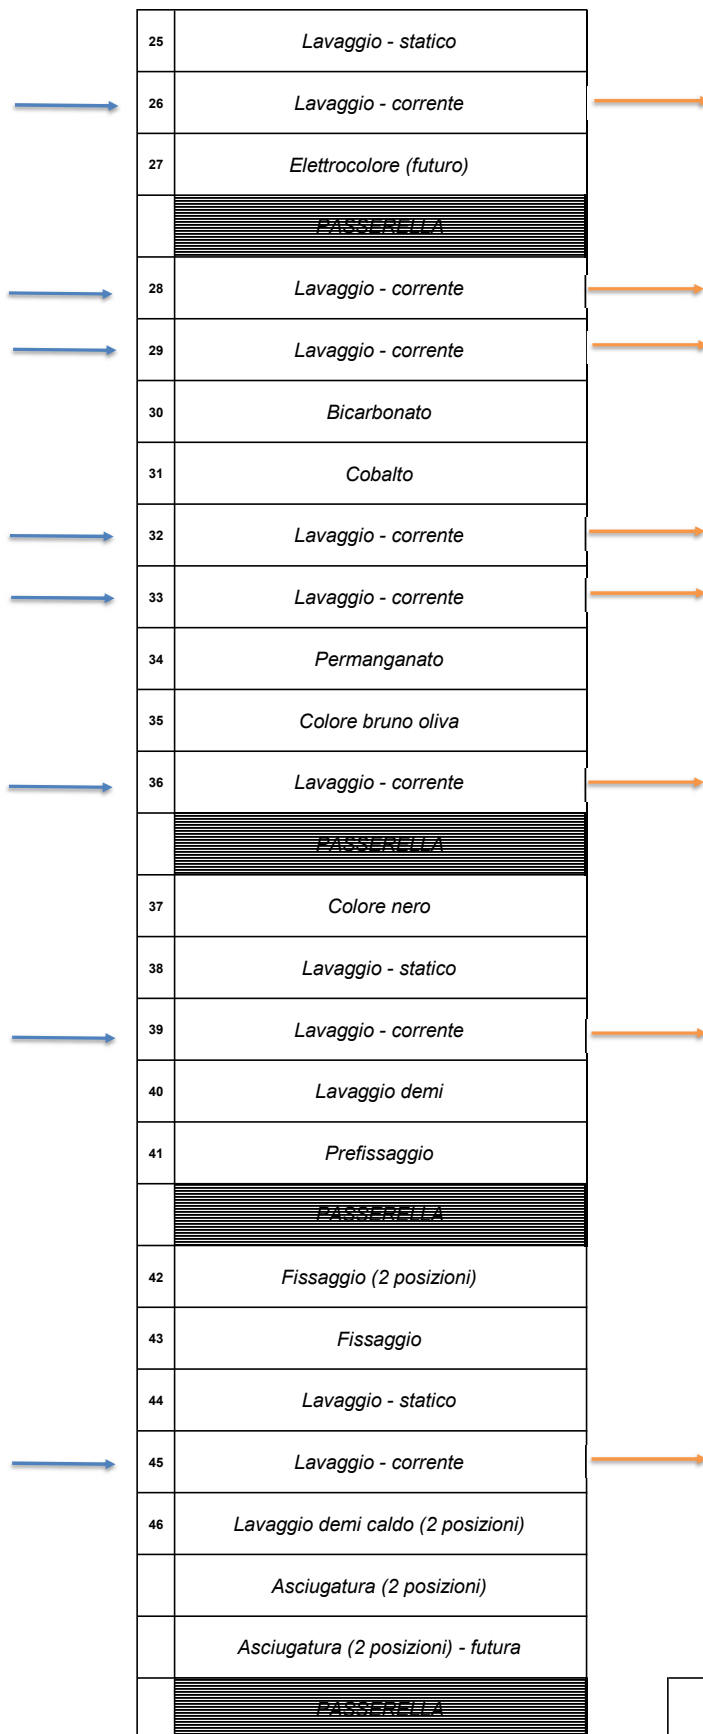 25 Lavaggio - statico
26 Lavaggio - corrente
27 Elettrocolore (futuro)
PASSERELLA
28 Lavaggio - corrente
29 Lavaggio - corrente
30 Bicarbonato
31 Cobalto
32 Lavaggio - corrente
33 Lavaggio - corrente
34 Permanganato
35 Colore bruno oliva
36 Lavaggio - corrente
PASSERELLA
37 Colore nero
38 Lavaggio - statico
39 Lavaggio - corrente
40 Lavaggio demi
41 Prefissaggio
PASSERELLA
42 Fissaggio (2 posizioni)
43 Fissaggio
44 Lavaggio - statico
45 Lavaggio - corrente
46 Lavaggio demi caldo (2 posizioni)
Asciugatura (2 posizioni)
Asciugatura (2 posizioni) - futura
PASSERELLA